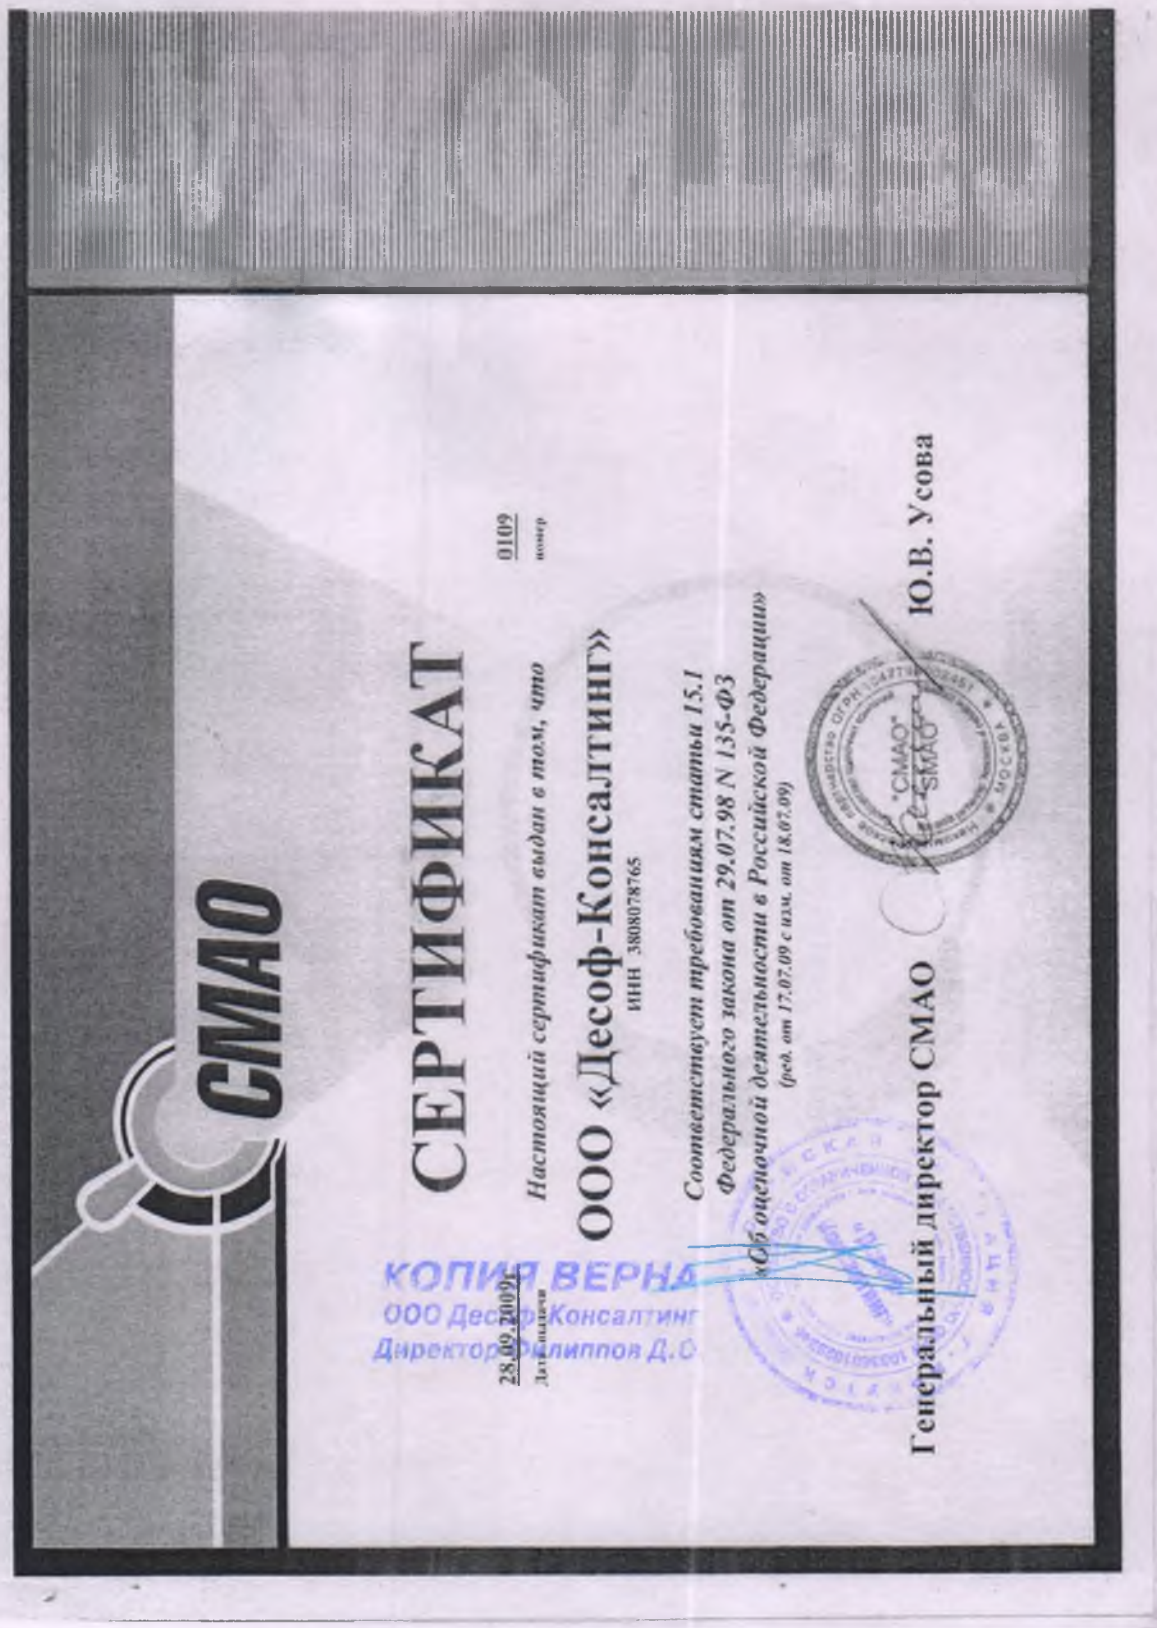 СМАО
СЕРТИФИКАТ
28.09.2009г
Дата выдачи
0109
номер
Настоящий сертификат выдан в том, что
ООО «Десоф-Консалтинг»
ИНН 3808078765
Соответствует требованиям статьи 15.1
Федерального закона от 29.07.98 N 135-ФЗ
«Об оценочной деятельности в Российской Федерации»
(ред. от 17.07.09 с изм. от 18.07.09)
Генеральный директор СМАО
Ю.В. Усова
"СМАО"
SMAO
МОСКВА
КОПИЯ ВЕРНА
ООО Десоф-Консалтинг
Директор Филиппов Д.О